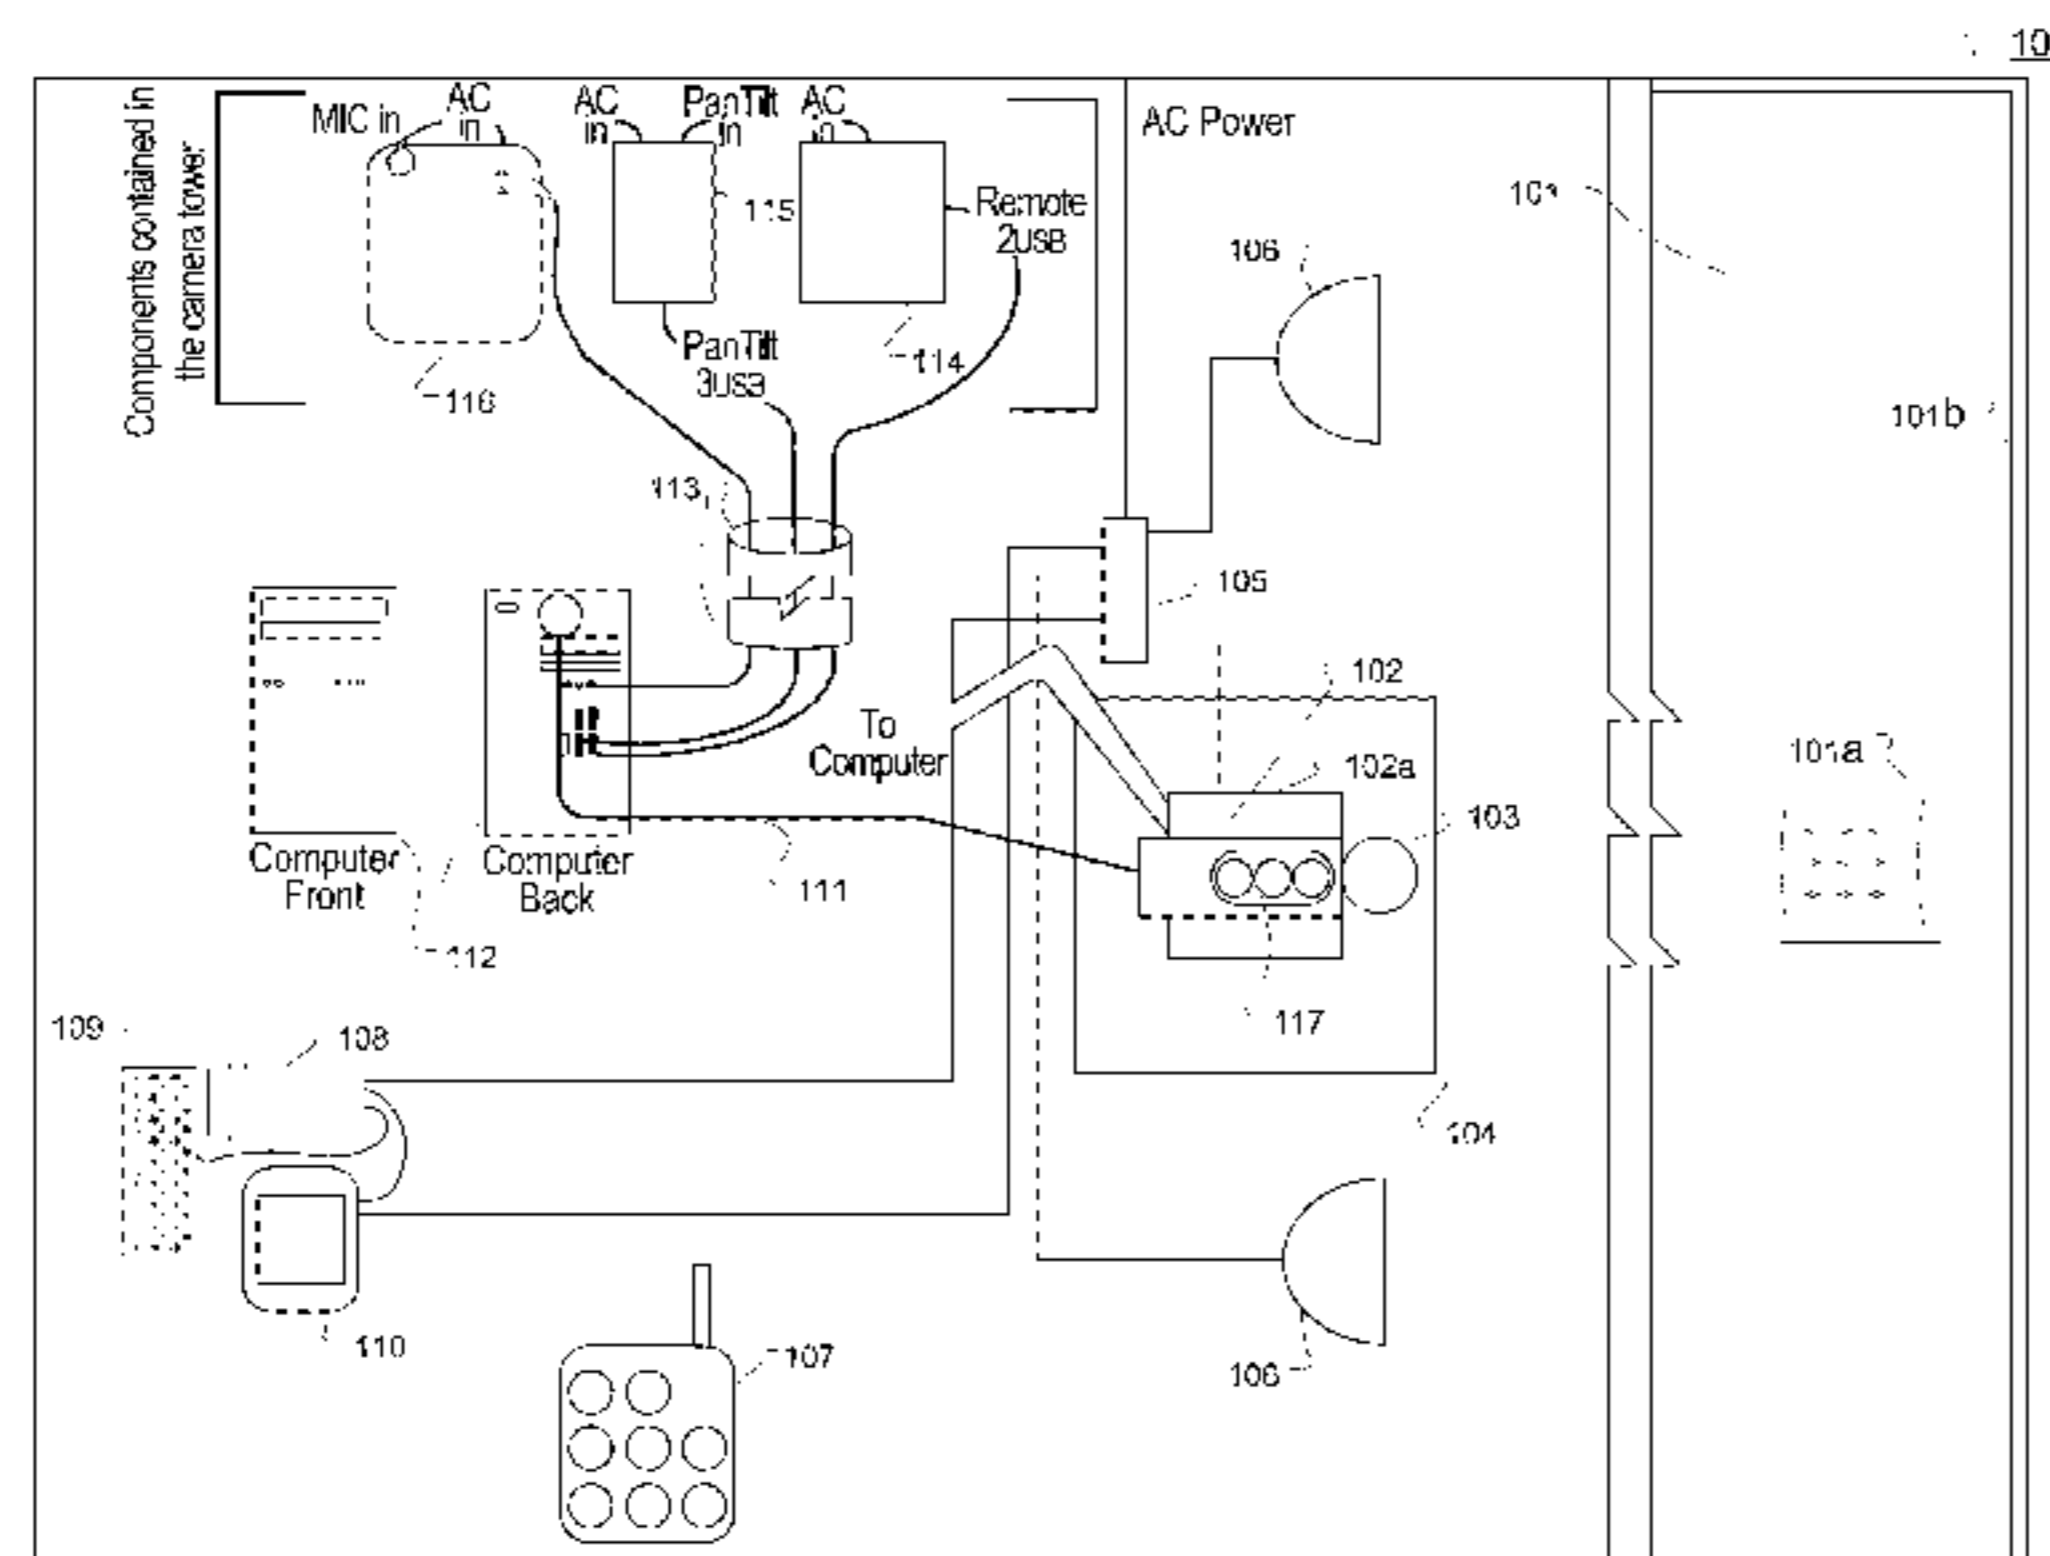 10
Components contained in
the camera tower
MIC in
AC
in
AC
in
PanTilt
in
AC
in
AC Power
115
Remote
2USB
106
101b
PanTilt
3USB
114
116
113
105
102
To
Computer
102a
101a
103
Computer
Front
Computer
Back
111
112
117
109
108
104
110
107
106